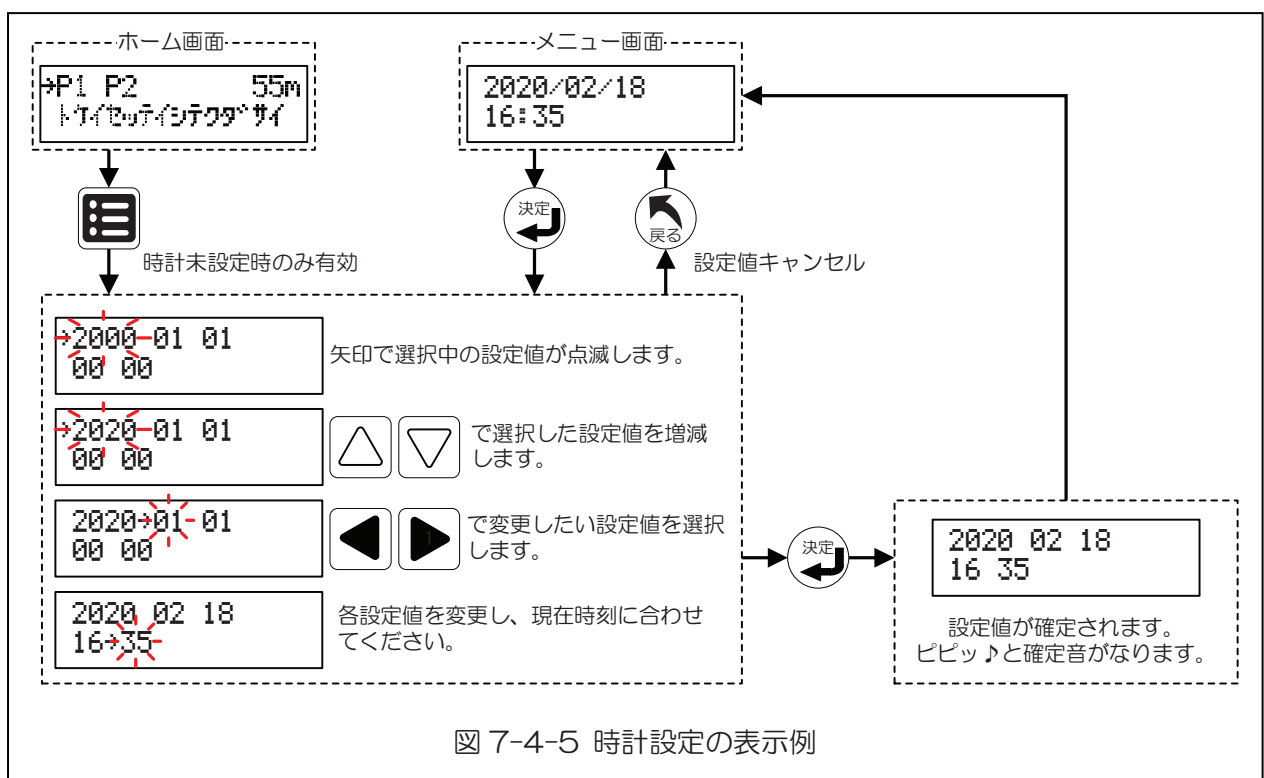 ホーム画面
→P1 P2 55m
トケイセッテイシテクダサイ
メニュー画面
2020/02/18
16:35
決定
戻る
時計未設定時のみ有効
設定値キャンセル
→2000 01 01
00 00
矢印で選択中の設定値が点滅します。
→2020 01 01
00 00
で選択した設定値を増減
します。
2020→01 01
00 00
1
で変更したい設定値を選択
します。
2020 02 18
16→35
各設定値を変更し、現在時刻に合わせ
てください。
決定
2020 02 18
16 35
設定値が確定されます。
ピピッ♪と確定音がなります。
図 7-4-5 時計設定の表示例